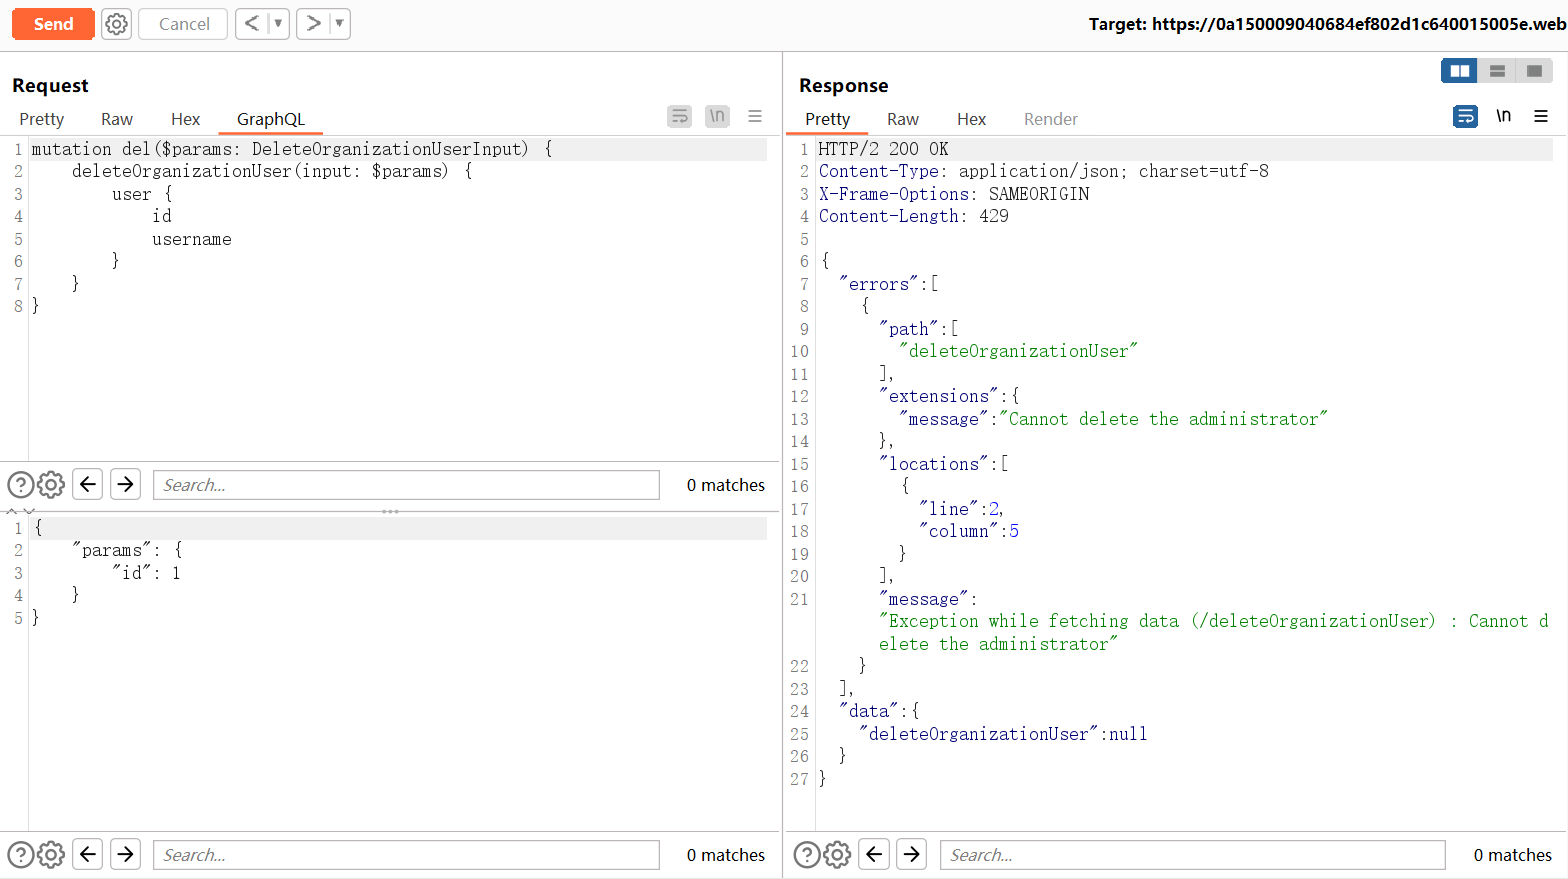 Send
Cancel
Target: https://0a150009040684ef802d1c640015005e.web
Request
Pretty Raw Hex GraphQL
\n
1 mutation del($params: DeleteOrganizationUserInput) {
2 deleteOrganizationUser(input: $params) {
3 user {
4 id
5 username
6 }
7 }
8 }
Search...
0 matches
1 {
2 "params": {
3 "id": 1
4 }
5 }
Search...
0 matches
Response
Pretty Raw Hex Render
\n
1 HTTP/2 200 OK
2 Content-Type: application/json; charset=utf-8
3 X-Frame-Options: SAMEORIGIN
4 Content-Length: 429
5
6 {
7 "errors":[
8 {
9 "path":[
10 "deleteOrganizationUser"
11 ],
12 "extensions":{
13 "message":"Cannot delete the administrator"
14 },
15 "locations":[
16 {
17 "line":2,
18 "column":5
19 }
20 ],
21 "message":
"Exception while fetching data (/deleteOrganizationUser) : Cannot d
elete the administrator"
22 }
23 ],
24 "data":{
25 "deleteOrganizationUser":null
26 }
27 }
Search...
0 matches